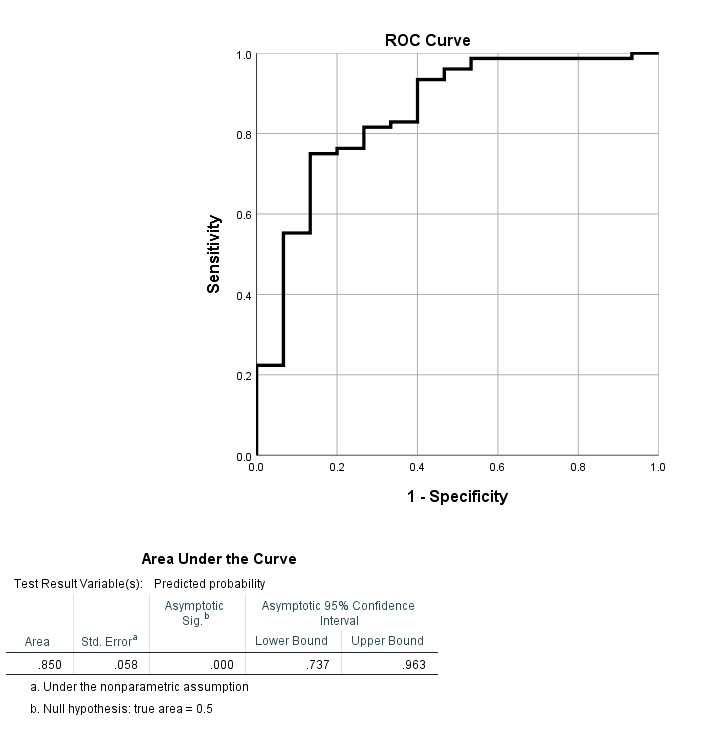 ROC Curve
1.0
0.8
0.6
0.4
0.2
0.0
Sensitivity
0.0 0.2 0.4 0.6 0.8 1.0
1 - Specificity
Area Under the Curve
Test Result Variable(s): Predicted probability
Area Std. Errorᵃ Asymptotic Sig.ᵇ Asymptotic 95% Confidence Interval
Lower Bound Upper Bound
.850 .058 .000 .737 .963
a. Under the nonparametric assumption
b. Null hypothesis: true area = 0.5